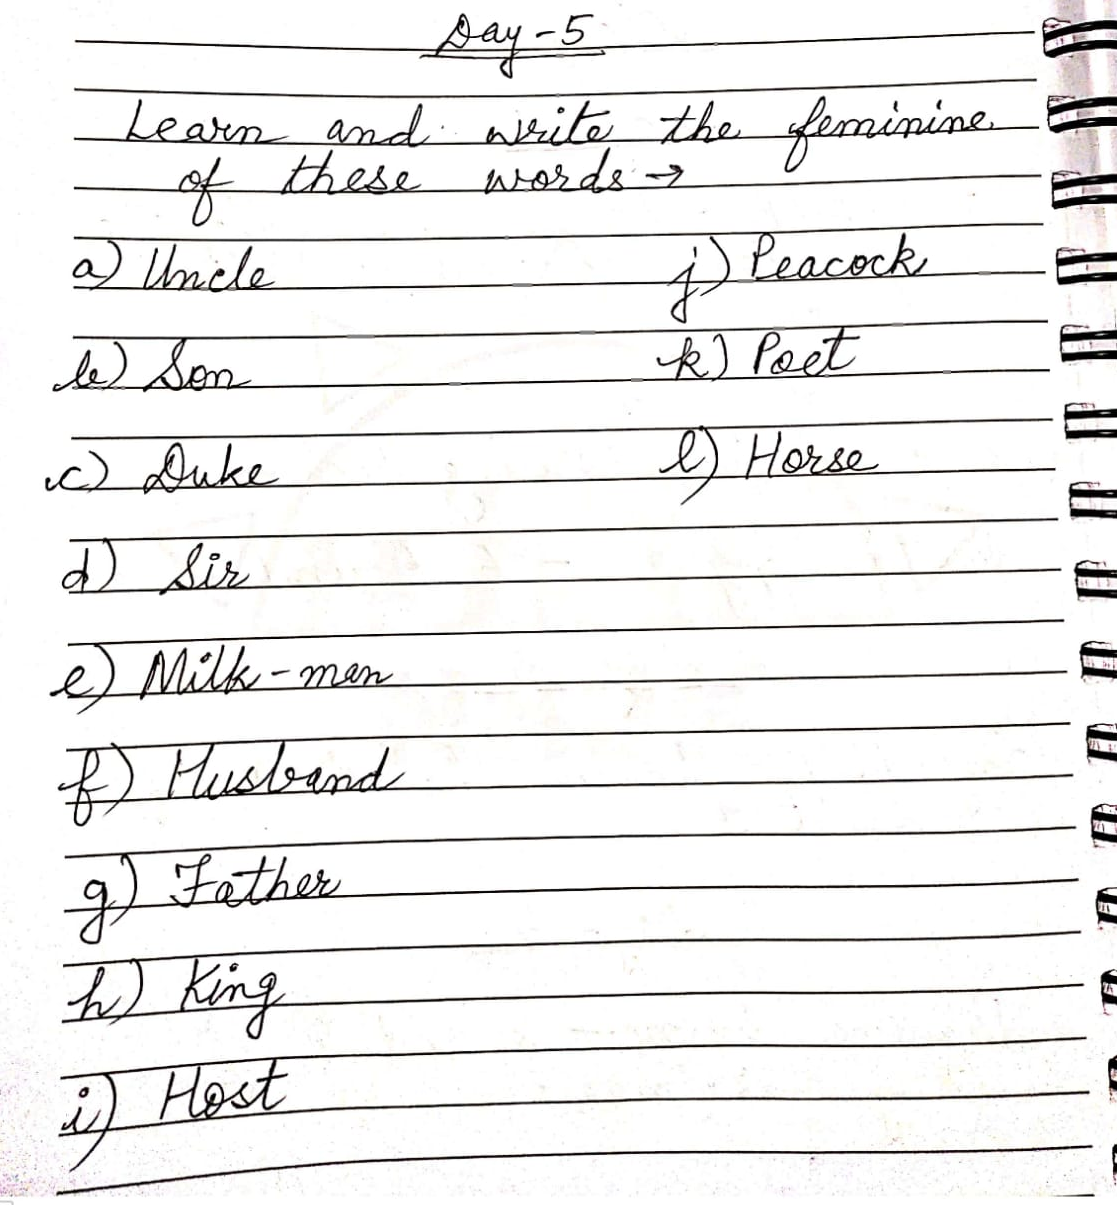 Day-5
Learn and write the feminine
of these words →
a) Uncle
b) Son
c) Duke
d) Sir
e) Milk-man
f) Husband
g) Father
h) King
i) Host
j) Peacock
k) Poet
l) Horse